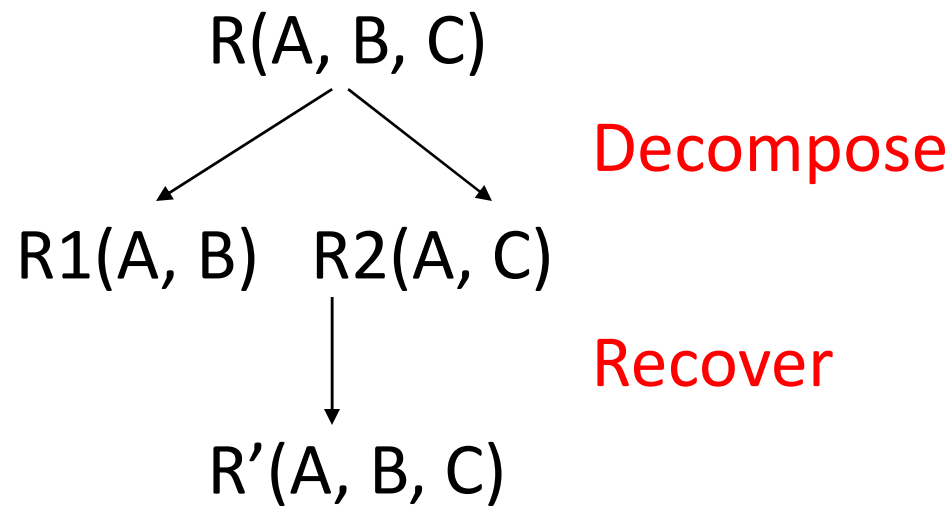 R(A, B, C)
Decompose
R1(A, B) R2(A, C)
Recover
R’(A, B, C)